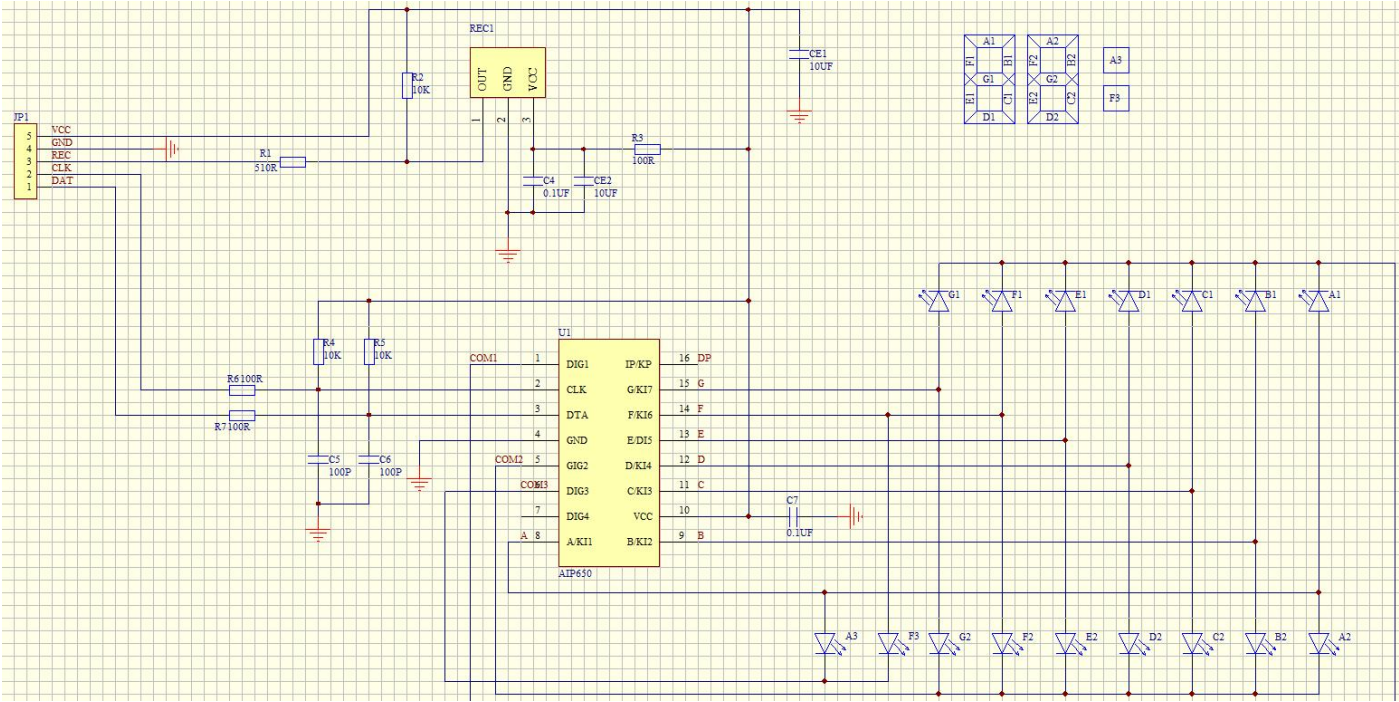 REC1
OUT
GND
VCC
1
2
3
R2
10K
CE1
10UF
A1
F1
B1
G1
E1
C1
D1
A2
F2
B2
G2
E2
C2
D2
A3
F3
JP1
5 VCC
4 GND
3 REC
2 CLK
1 DAT
R1
510R
R3
100R
C4
0.1UF
CE2
10UF
G1
F1
E1
D1
C1
B1
A1
R4
10K
R5
10K
R6 100R
R7 100R
C5
100P
C6
100P
U1
COM1 1 DIG1 IP/KP 16 DP
2 CLK G/KI7 15 G
3 DTA F/KI6 14 F
4 GND E/DI5 13 E
COM2 5 GIG2 D/KI4 12 D
COM3 6 DIG3 C/KI3 11 C
7 DIG4 VCC 10
A 8 A/KI1 B/KI2 9 B
AIP650
C7
0.1UF
A3
F3
G2
F2
E2
D2
C2
B2
A2